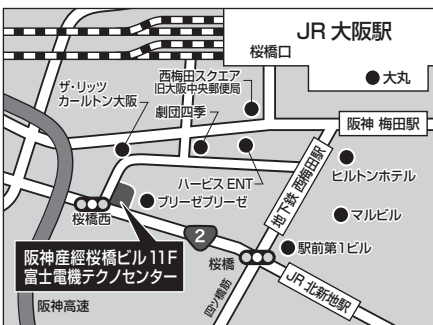 JR 大阪駅
桜橋口
大丸
西梅田スクエア
旧大阪中央郵便局
ザ・リッツ
カールトン大阪
劇団四季
阪神 梅田駅
地下鉄 西梅田駅
ヒルトンホテル
ハービス ENT
ブリーゼブリーゼ
桜橋西
マルビル
2
駅前第1ビル
阪神産經桜橋ビル 11F
富士電機テクノセンター
桜橋
JR 北新地駅
四ツ橋筋
阪神高速